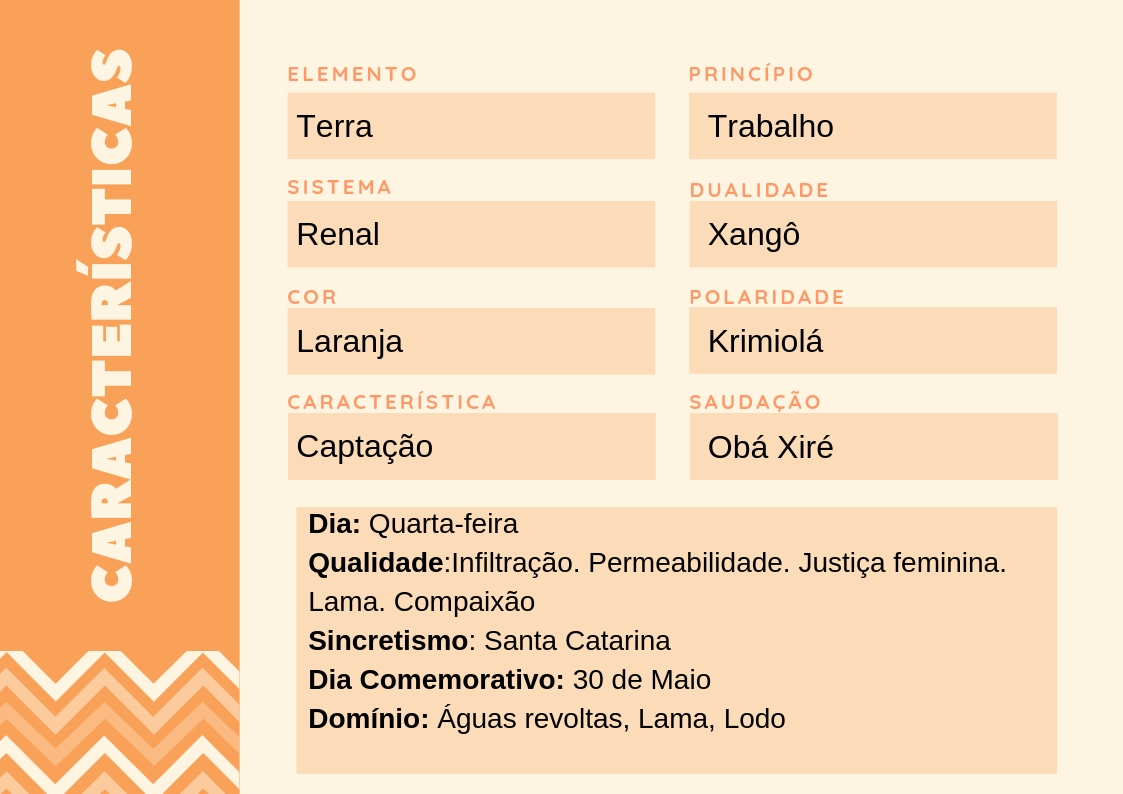 CARACTERÍSTICAS
ELEMENTO
Terra
PRINCÍPIO
Trabalho
SISTEMA
Renal
DUALIDADE
Xangô
COR
Laranja
POLARIDADE
Krimiolá
CARACTERÍSTICA
Captação
SAUDAÇÃO
Obá Xiré
Dia: Quarta-feira
Qualidade:Infiltração. Permeabilidade. Justiça feminina.
Lama. Compaixão
Sincretismo: Santa Catarina
Dia Comemorativo: 30 de Maio
Domínio: Águas revoltas, Lama, Lodo